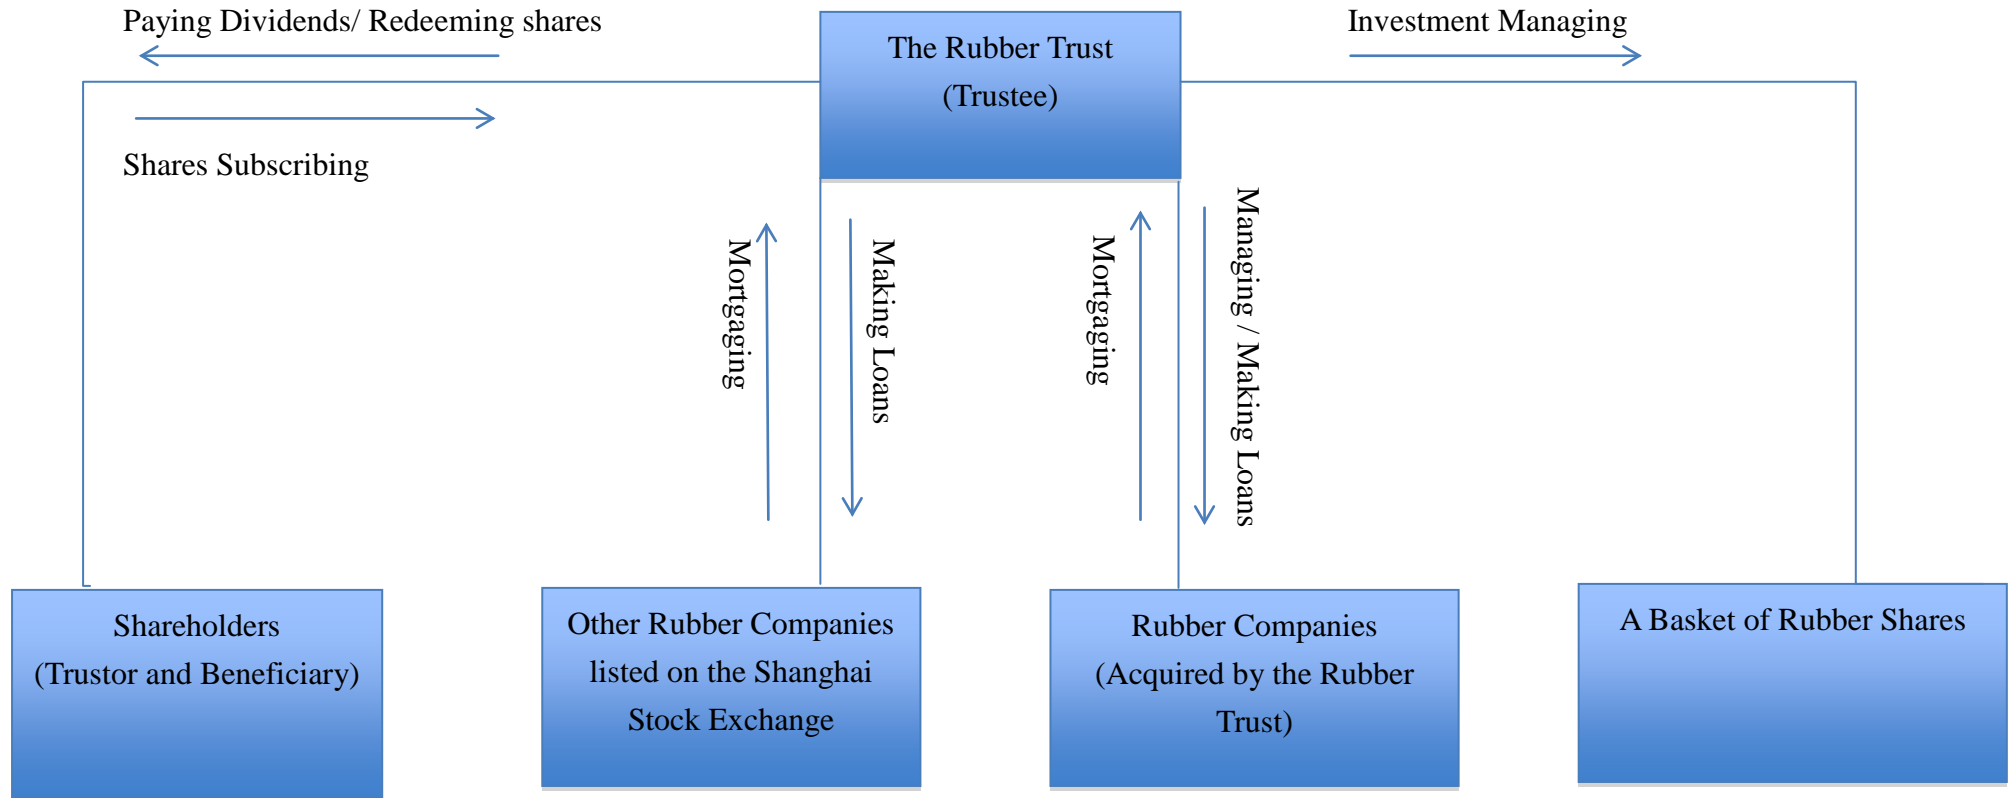 Paying Dividends/ Redeeming shares
The Rubber Trust
(Trustee)
Investment Managing
Shares Subscribing
Mortgaging
Making Loans
Mortgaging
Managing / Making Loans
Shareholders
(Trustor and Beneficiary)
Other Rubber Companies
listed on the Shanghai
Stock Exchange
Rubber Companies
(Acquired by the Rubber
Trust)
A Basket of Rubber Shares